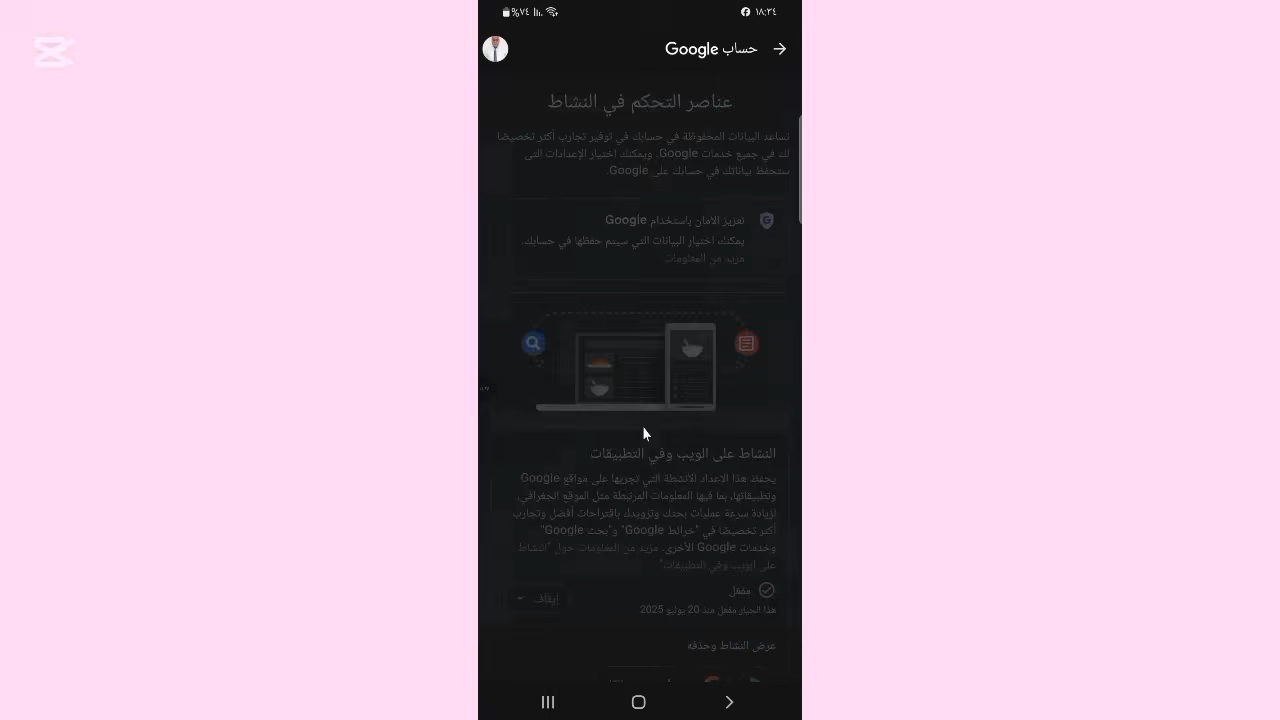 ١٨:٣٤
%٧٤
حساب Google
عناصر التحكم في النشاط
تساعد البيانات المحفوظة في حسابك في توفير تجارب أكثر تخصيصًا
لك في جميع خدمات Google. ويمكنك اختيار الإعدادات التي
ستحفظ بياناتك في حسابك على Google.
تعزيز الأمان باستخدام Google
يمكنك اختيار البيانات التي سيتم حفظها في حسابك.
مزيد من المعلومات
النشاط على الويب وفي التطبيقات
يحفظ هذا الإعداد الأنشطة التي تجريها على مواقع Google
وتطبيقاتها، بما فيها المعلومات المرتبطة مثل الموقع الجغرافي،
لزيادة سرعة عمليات بحثك وتزويدك باقتراحات أفضل وتجارب
أكثر تخصيصًا في "خرائط Google" و"بحث Google"
وخدمات Google الأخرى. مزيد من المعلومات حول "النشاط
على الويب وفي التطبيقات"
مفعّل
إيقاف
هذا الخيار مفعّل منذ 20 يوليو 2025
عرض النشاط وحذفه